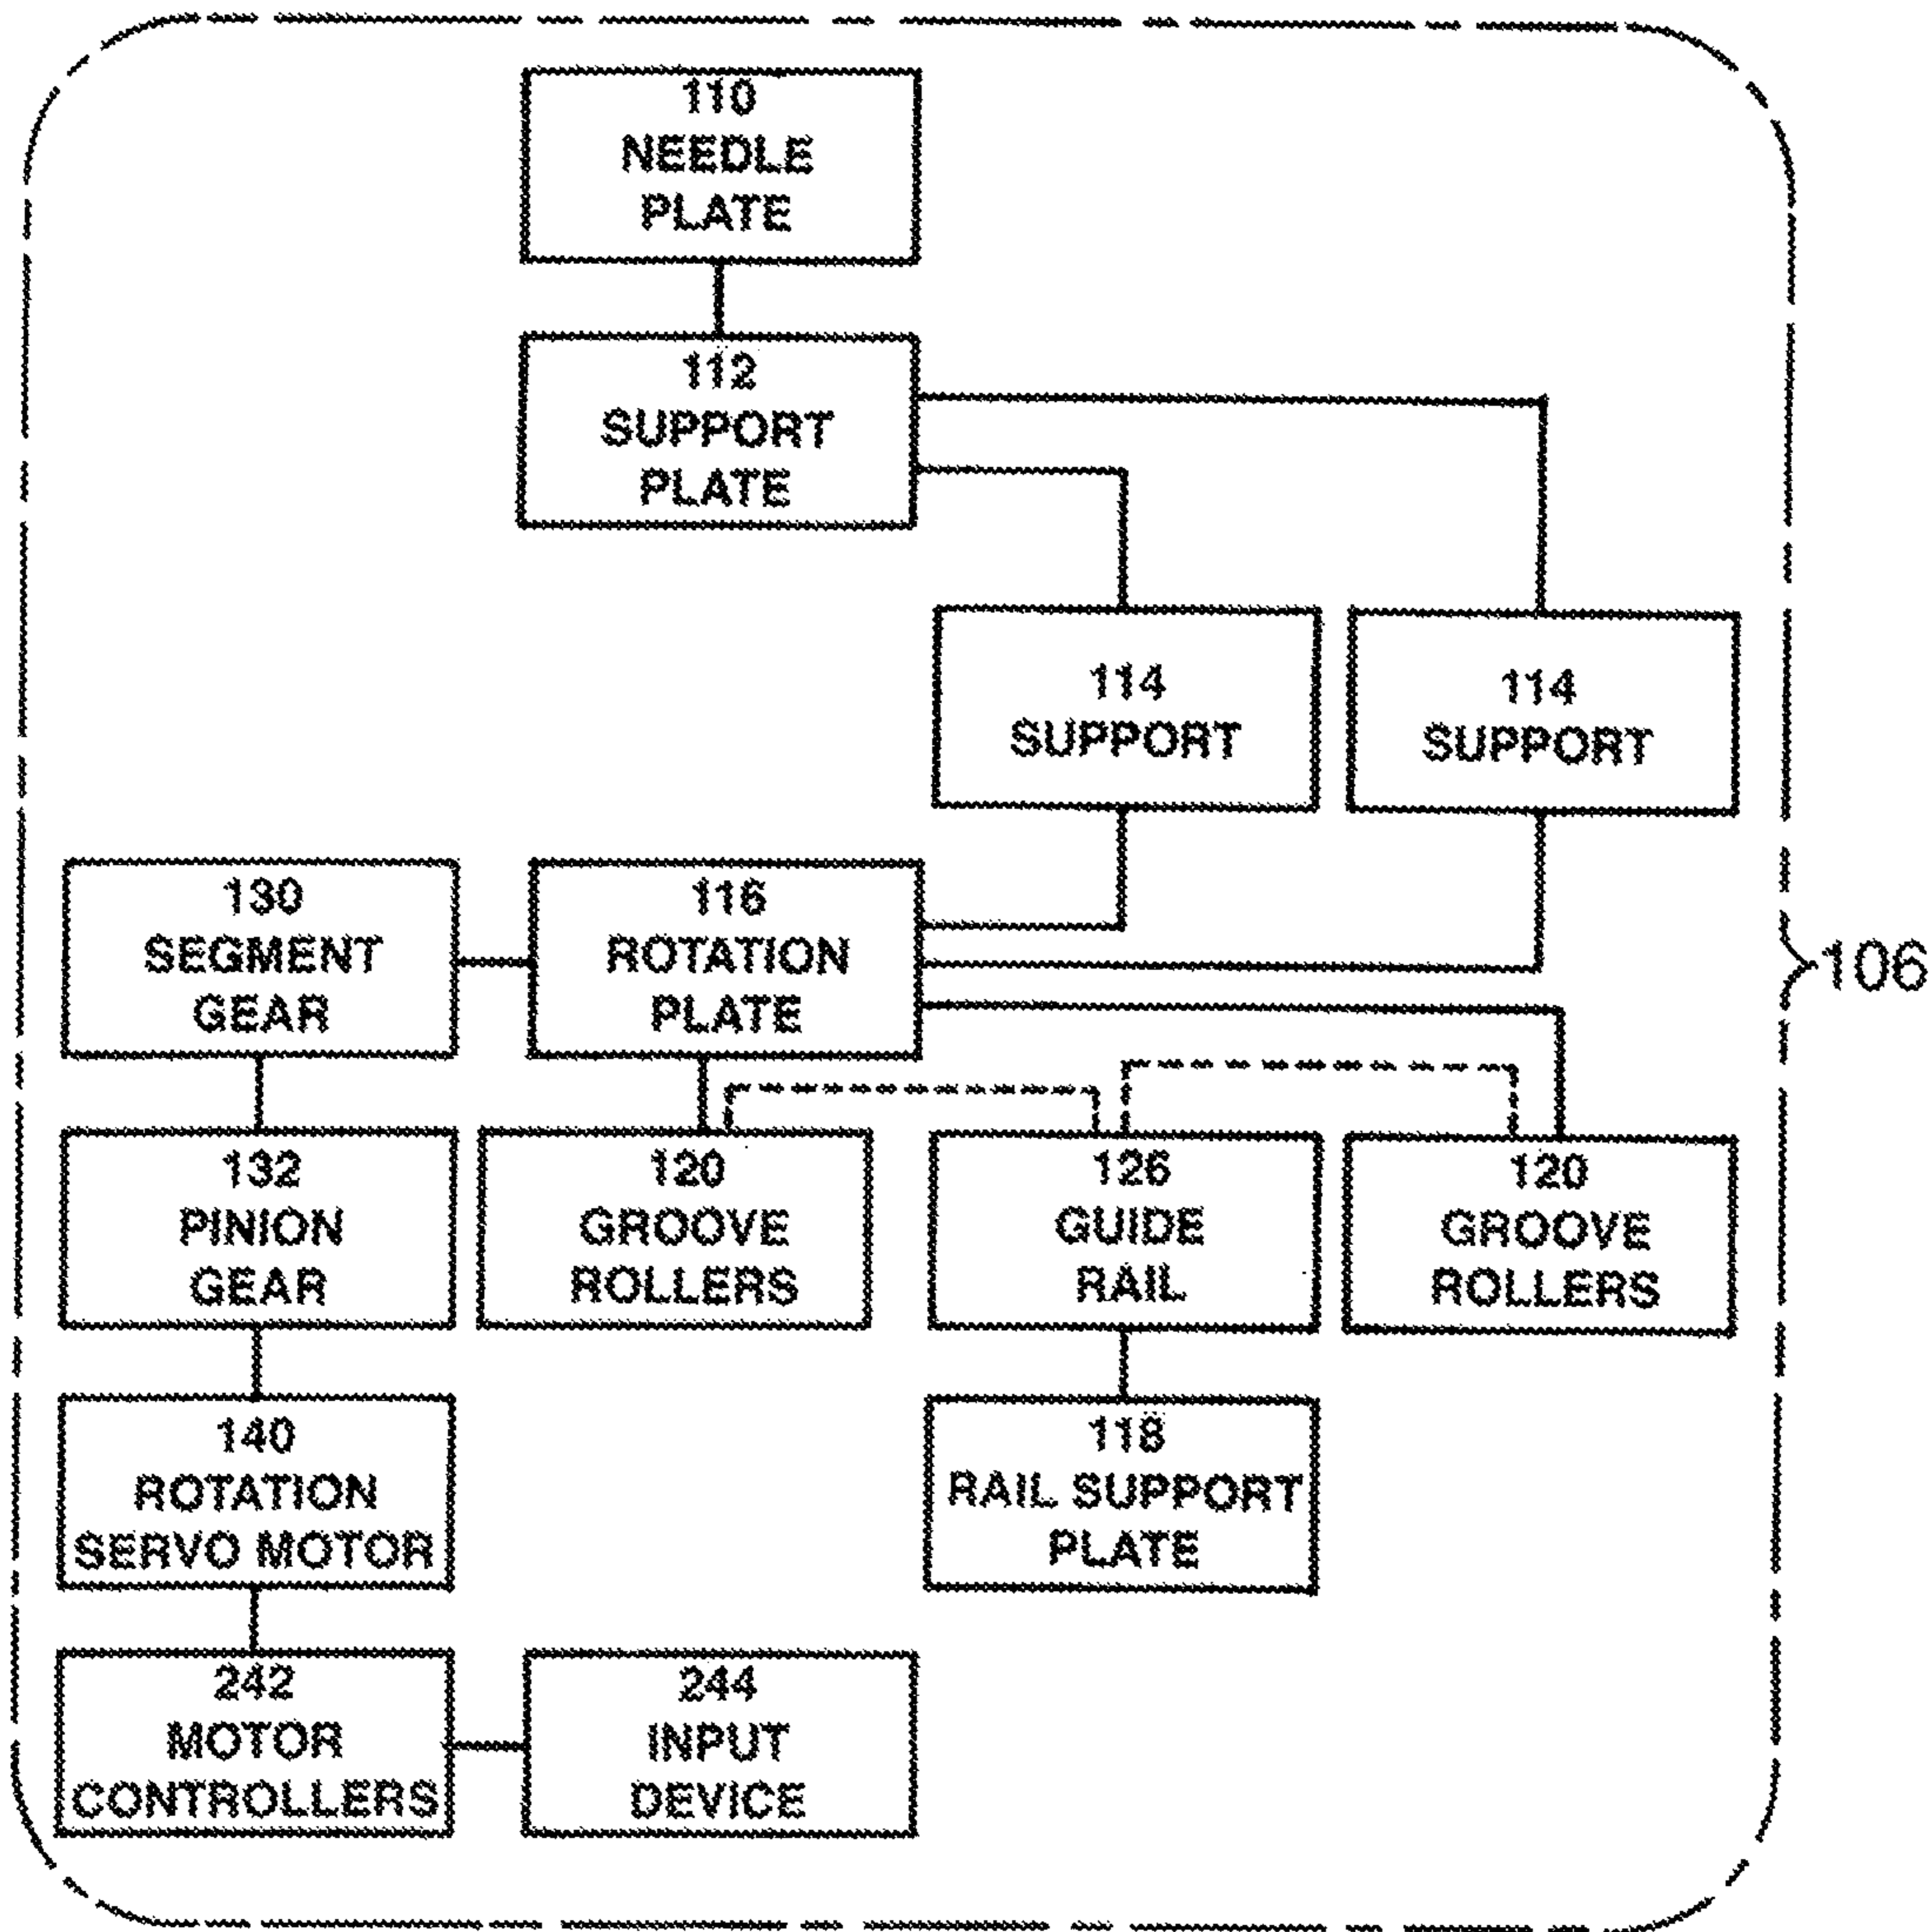 110
NEEDLE
PLATE
112
SUPPORT
PLATE
114
SUPPORT
114
SUPPORT
130
SEGMENT
GEAR
116
ROTATION
PLATE
106
132
PINION
GEAR
120
GROOVE
ROLLERS
126
GUIDE
RAIL
120
GROOVE
ROLLERS
140
ROTATION
SERVO MOTOR
118
RAIL SUPPORT
PLATE
242
MOTOR
CONTROLLERS
244
INPUT
DEVICE